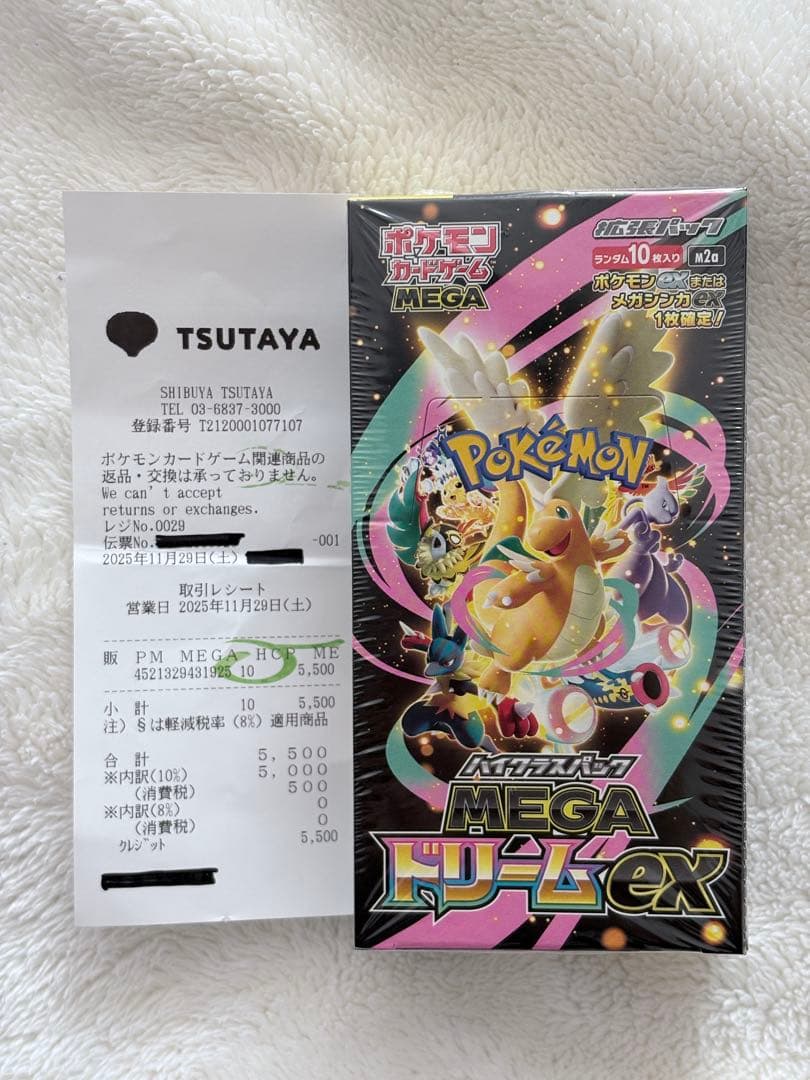 TSUTAYA
SHIBUYA TSUTAYA
TEL 03-6837-3000
登録番号 T2120001077107
ポケモンカードゲーム関連商品の
返品・交換は承っておりません。
We can't accept
returns or exchanges.
レジNo.0029
伝票No. -001
2025年11月29日(土)
取引レシート
営業日 2025年11月29日(土)
販 PM MEGA HCP ME
4521329431925 10 5,500
小 計 10 5,500
注) §は軽減税率(8%)適用商品
合 計 5,500
※内訳(10%) 5,000
(消費税) 500
※内訳(8%) 0
(消費税) 0
クレジット 5,500
ポケモン
カードゲーム
MEGA
拡張パック
ランダム10枚入り M2a
ポケモンexまたは
メガシンカex
1枚確定!
POKéMON
ハイクラスパック
MEGA
ドリームex